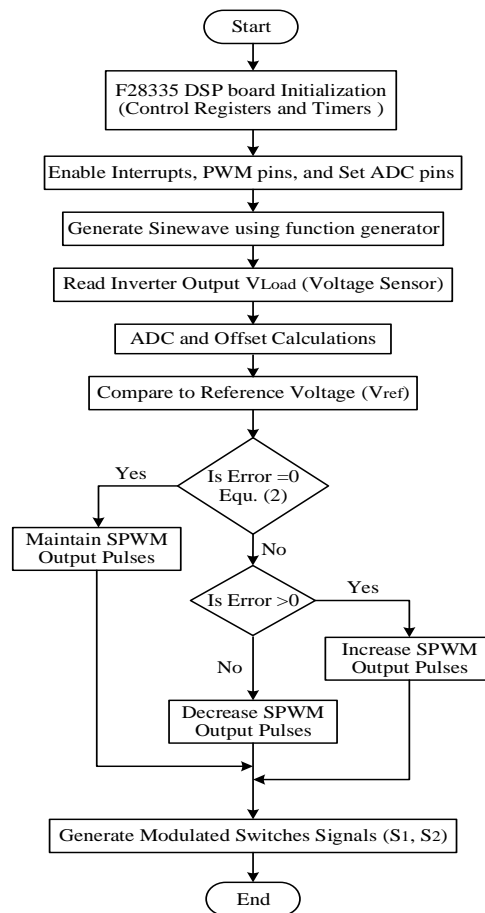 Start
F28335 DSP board Initialization
(Control Registers and Timers )
Enable Interrupts, PWM pins, and Set ADC pins
Generate Sinewave using function generator
Read Inverter Output VLoad (Voltage Sensor)
ADC and Offset Calculations
Compare to Reference Voltage (Vref)
Is Error =0
Equ. (2)
Yes
Maintain SPWM
Output Pulses
No
Is Error >0
Yes
Increase SPWM
Output Pulses
No
Decrease SPWM
Output Pulses
Generate Modulated Switches Signals (S1, S2)
End